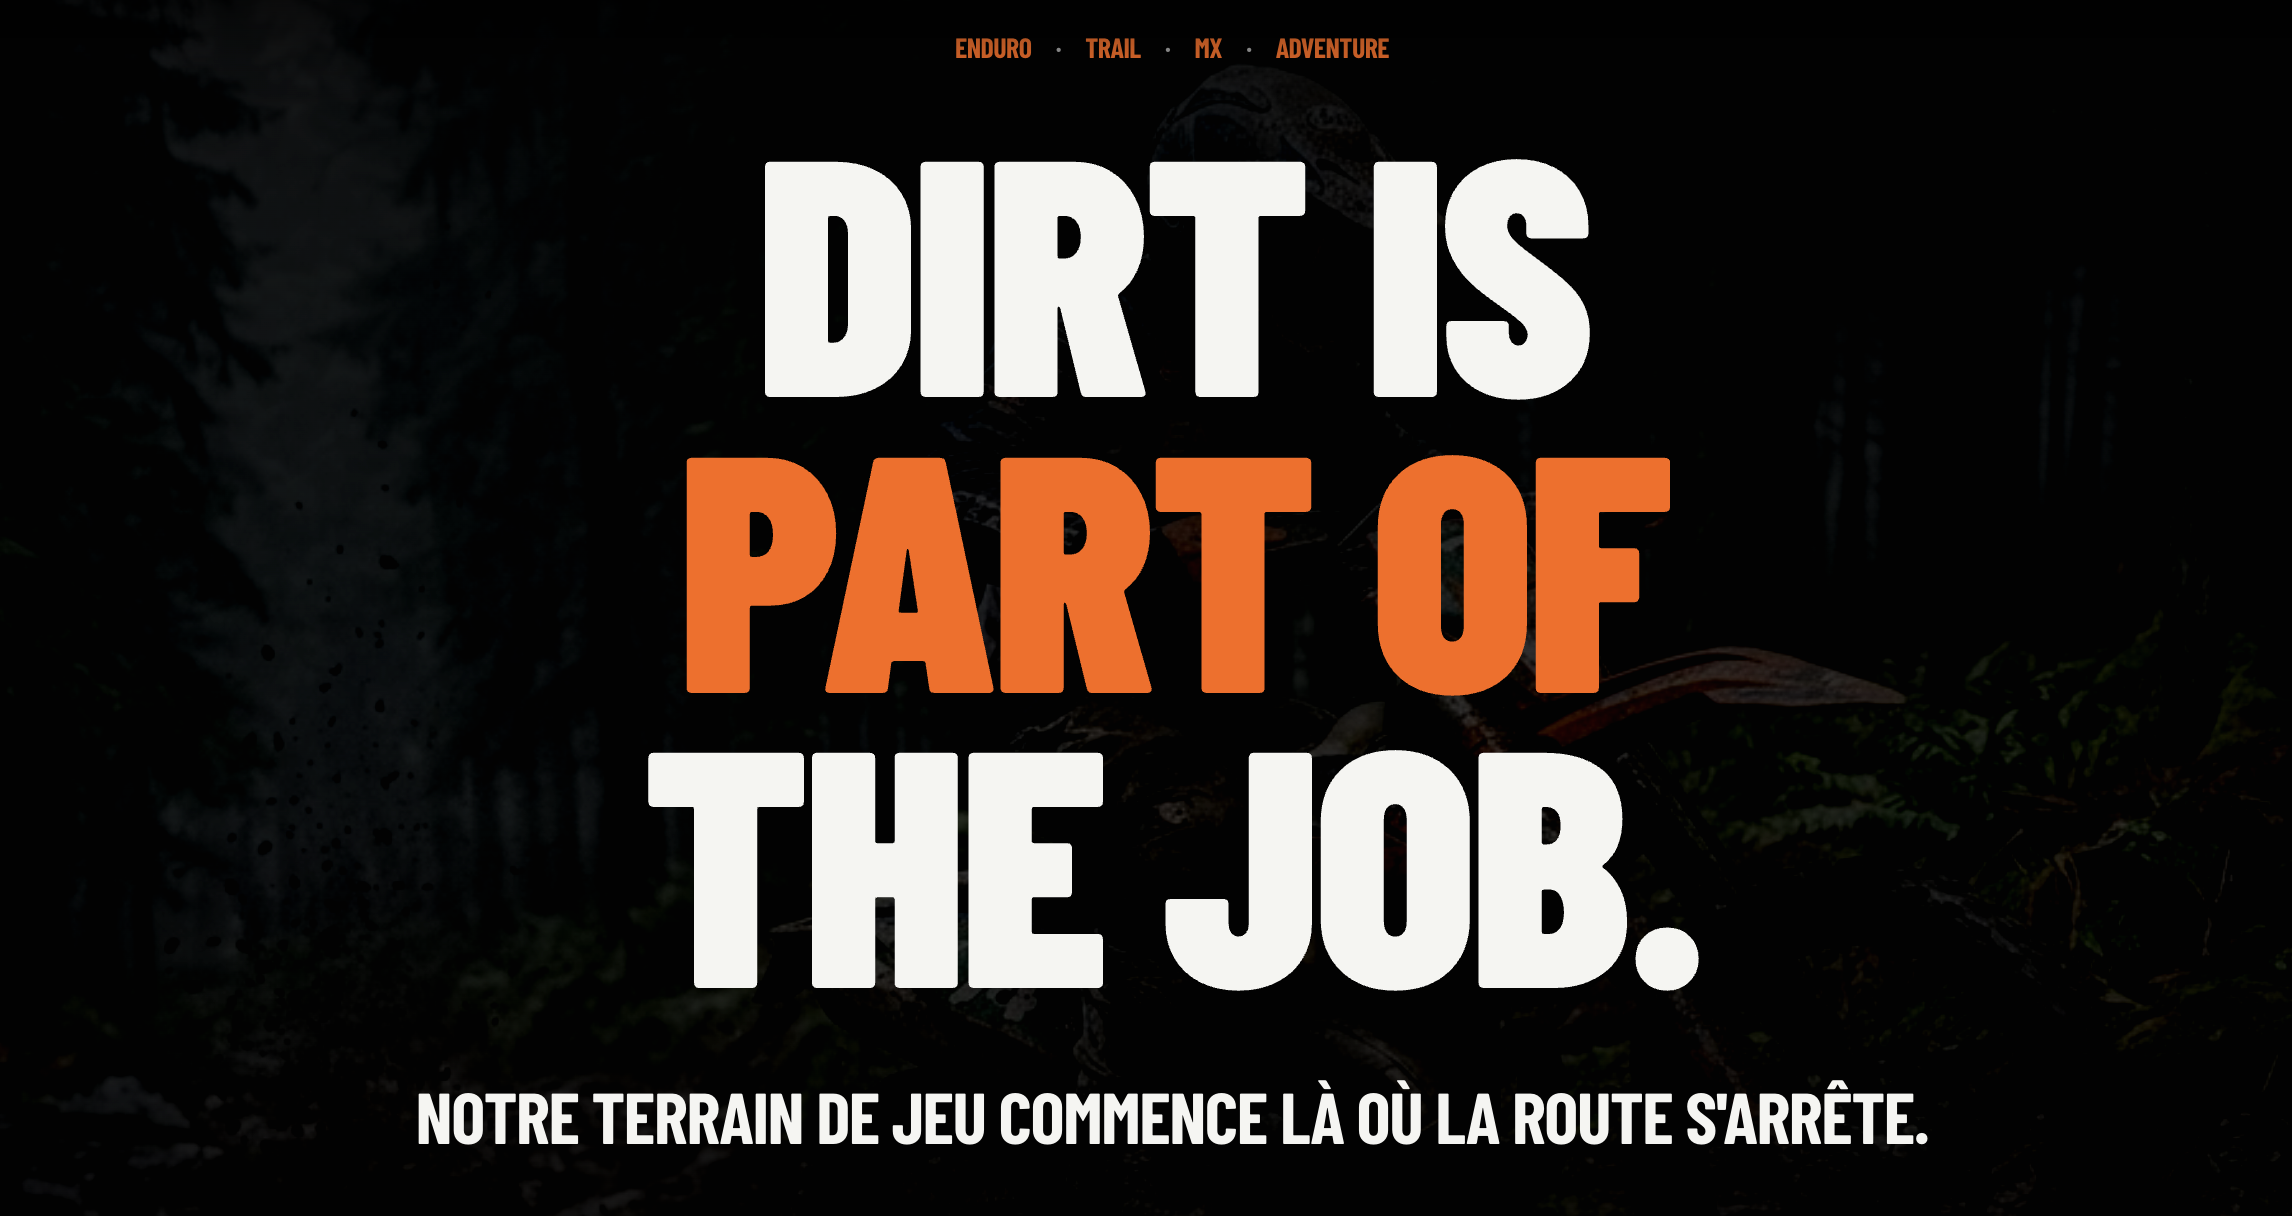 ENDURO · TRAIL · MX · ADVENTURE
DIRT IS
PART OF
THE JOB.
NOTRE TERRAIN DE JEU COMMENCE LÀ OÙ LA ROUTE S'ARRÊTE.